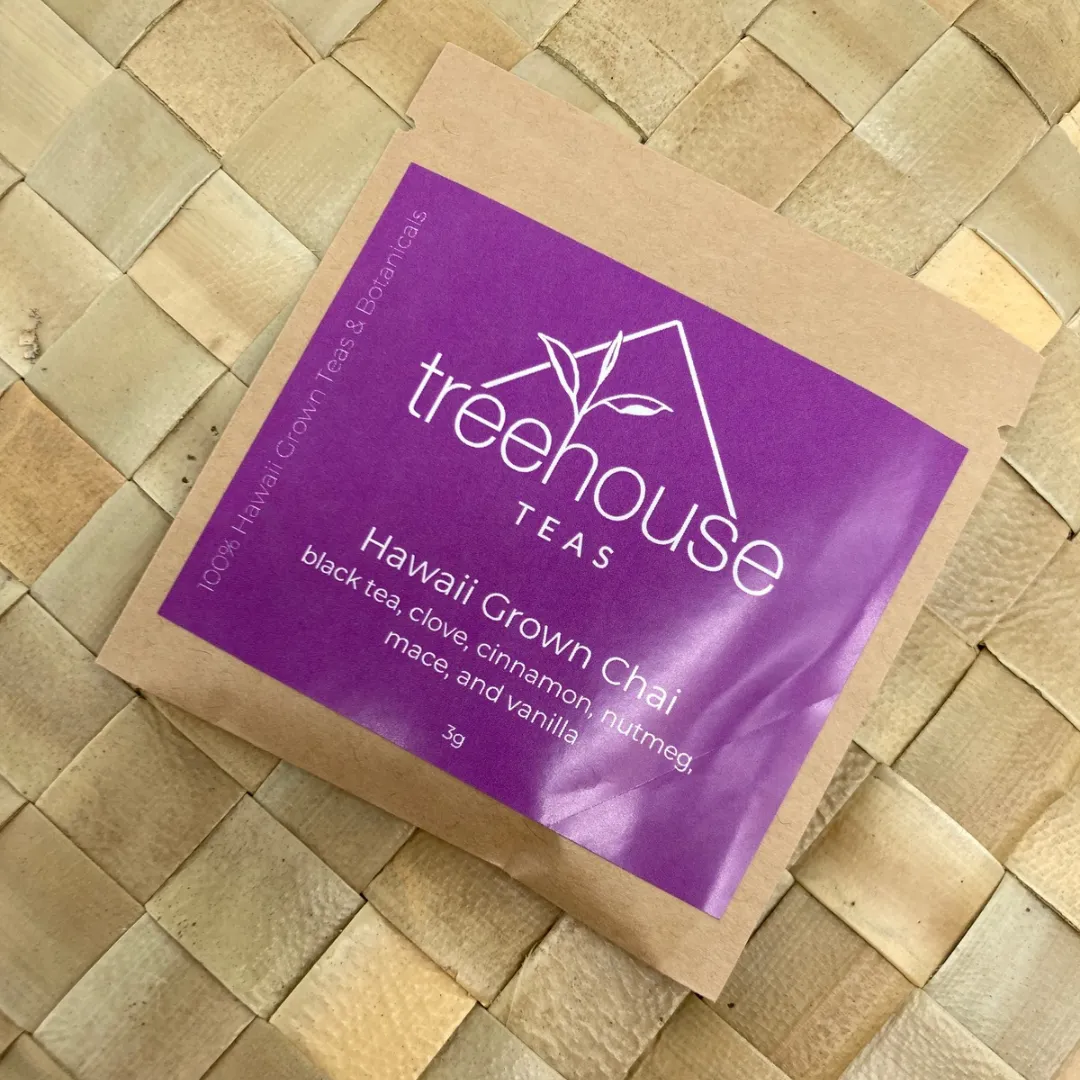 100% Hawaii Grown Teas & Botanicals
treehouse
TEAS
Hawaii Grown Chai
black tea, clove, cinnamon, nutmeg,
mace, and vanilla
3g